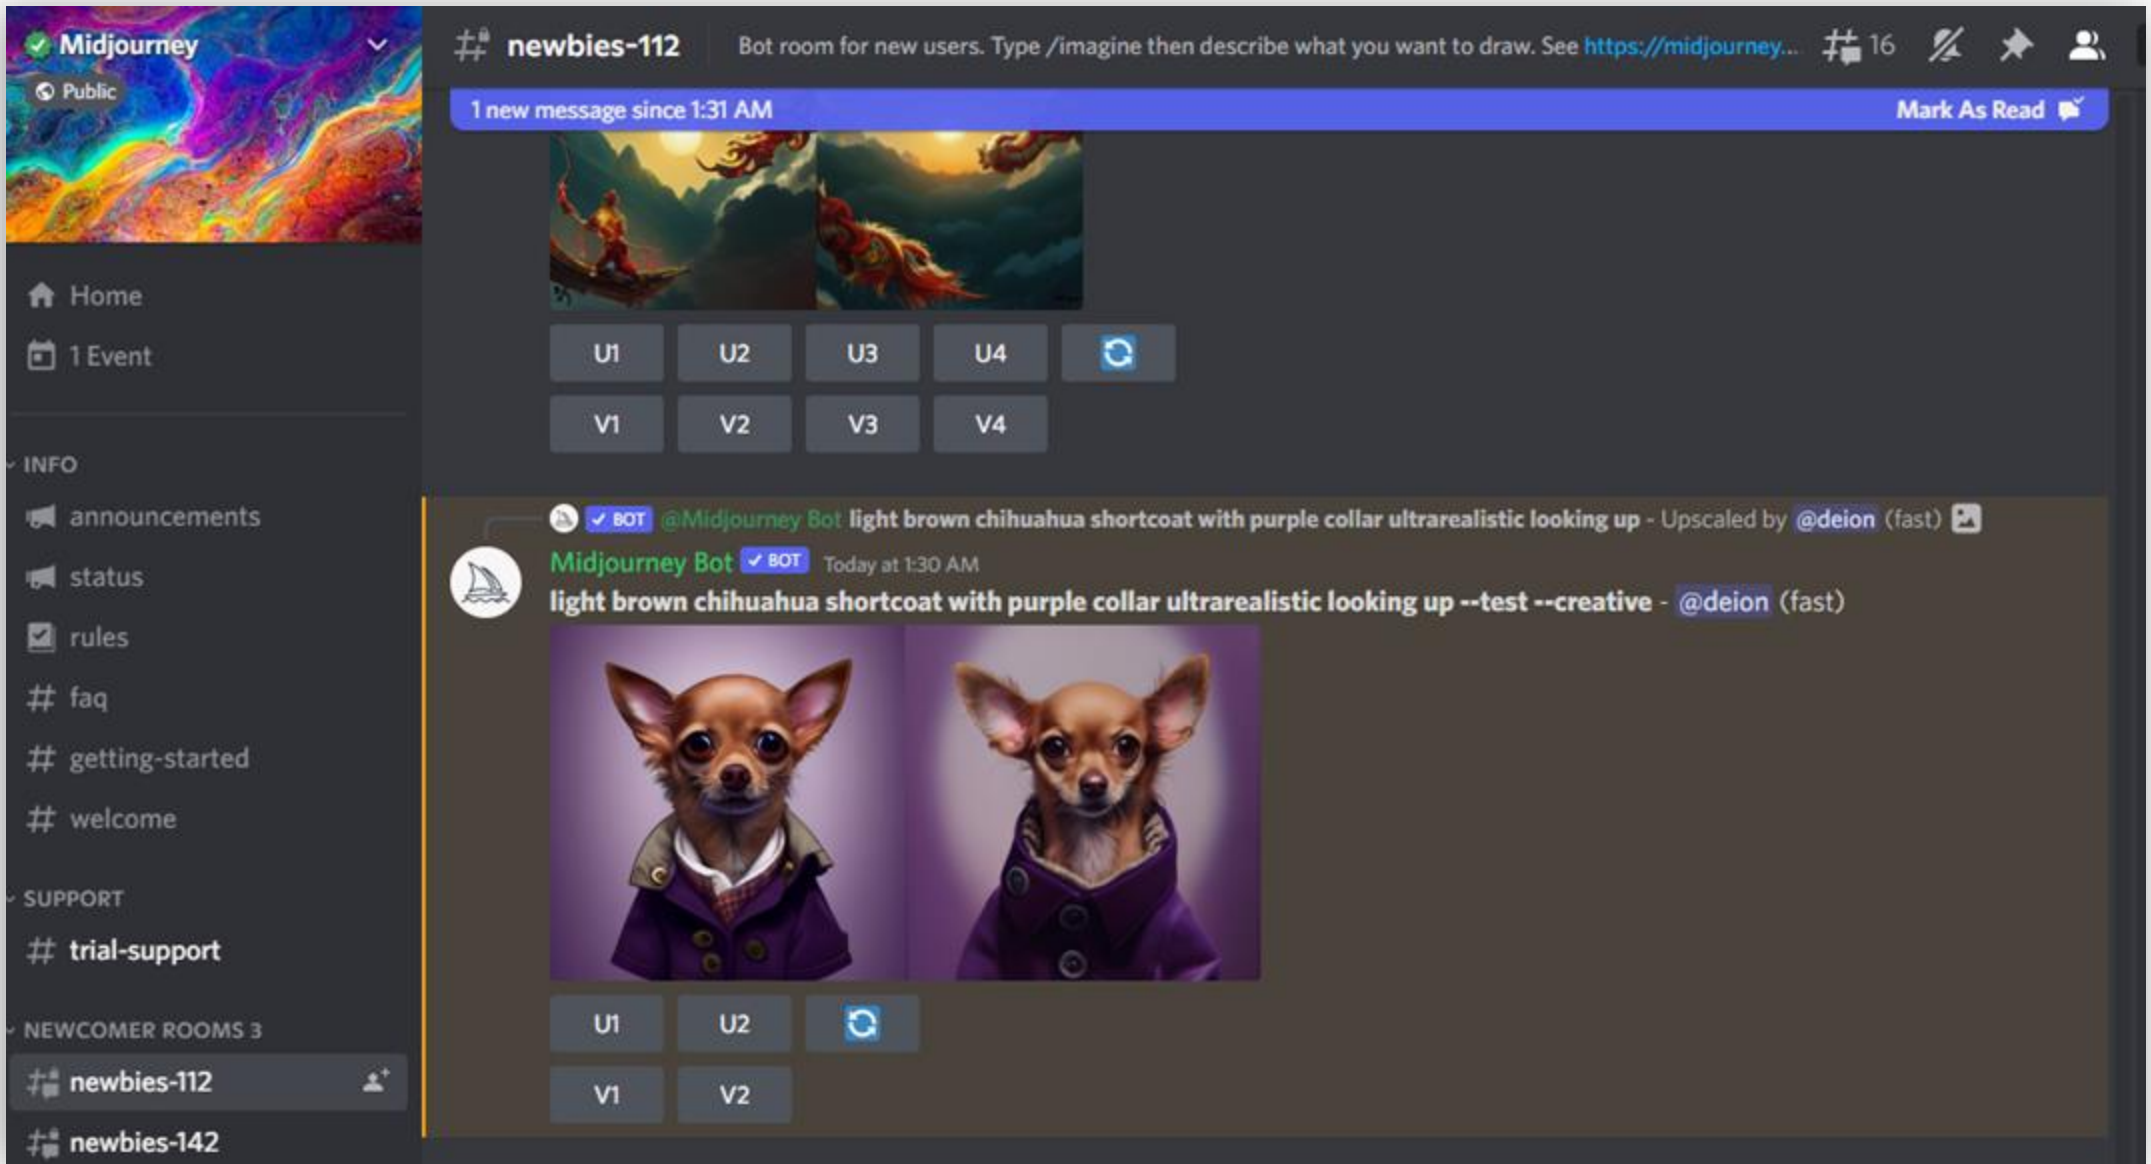 Midjourney
Public
Home
1 Event
INFO
announcements
status
rules
faq
getting-started
welcome
SUPPORT
trial-support
NEWCOMER ROOMS 3
newbies-112
newbies-142
newbies-112
Bot room for new users. Type /imagine then describe what you want to draw. See https://midjourney...
16
1 new message since 1:31 AM
Mark As Read
U1 U2 U3 U4
V1 V2 V3 V4
BOT @Midjourney Bot light brown chihuahua shortcoat with purple collar ultrarealistic looking up - Upscaled by @deion (fast)
Midjourney Bot BOT Today at 1:30 AM
light brown chihuahua shortcoat with purple collar ultrarealistic looking up --test --creative - @deion (fast)
U1 U2
V1 V2